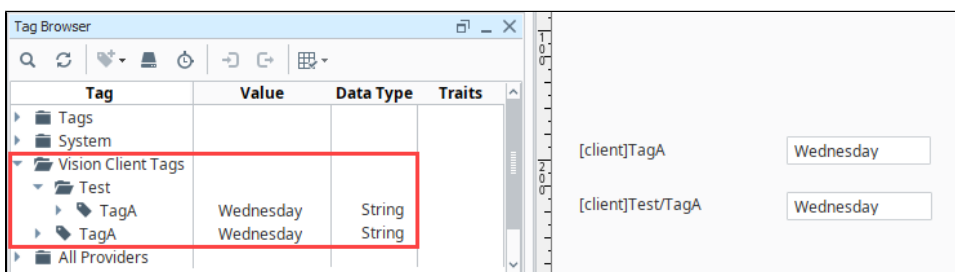 Tag Browser
Tag Value Data Type Traits
Tags
System
Vision Client Tags
Test
TagA Wednesday String
TagA Wednesday String
All Providers
[client]TagA Wednesday
[client]Test/TagA Wednesday